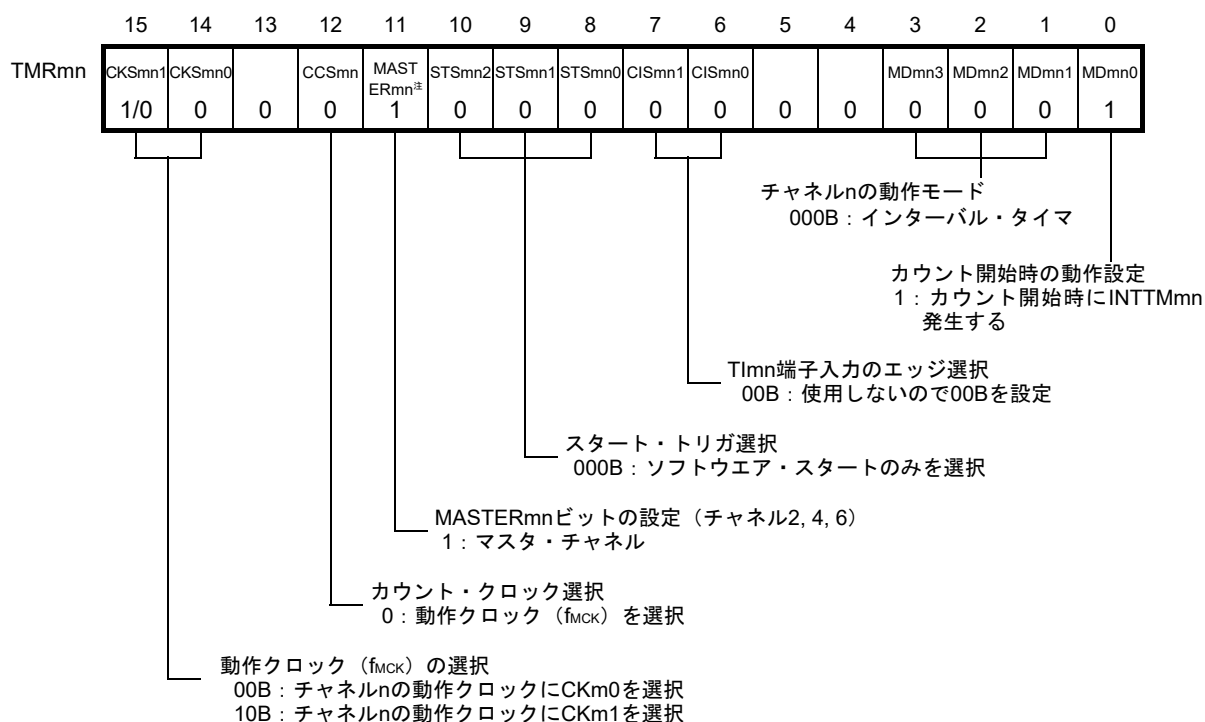 15 14 13 12 11 10 9 8 7 6 5 4 3 2 1 0
TMRmn CKSmn1 CKSmn0 CCSmn MAST STSmn2 STSmn1 STSmn0 CISmn1 CISmn0 MDmn3 MDmn2 MDmn1 MDmn0
ERmn注
1/0 0 0 0 1 0 0 0 0 0 0 0 0 0 0 1
チャネルnの動作モード
000B：インターバル・タイマ
カウント開始時の動作設定
1：カウント開始時にINTTMmn
発生する
TImn端子入力のエッジ選択
00B：使用しないので00Bを設定
スタート・トリガ選択
000B：ソフトウエア・スタートのみを選択
MASTERmnビットの設定（チャネル2, 4, 6）
1：マスタ・チャネル
カウント・クロック選択
0：動作クロック（fMCK）を選択
動作クロック（fMCK）の選択
00B：チャネルnの動作クロックにCKm0を選択
10B：チャネルnの動作クロックにCKm1を選択